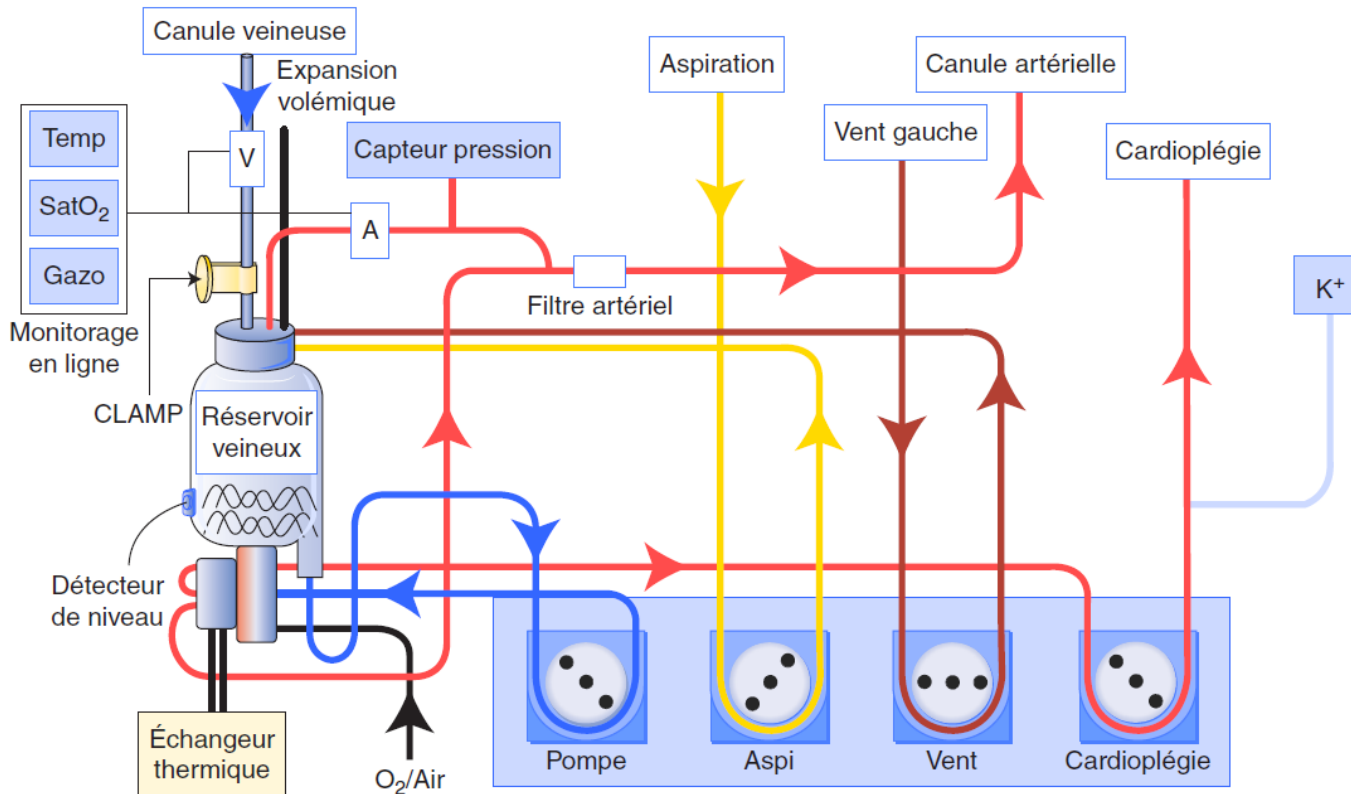 Canule veineuse
Expansion
volémique
Aspiration
Canule artérielle
Vent gauche
Cardioplégie
Temp
SatO₂
Gazo
Monitorage
en ligne
V
A
Capteur pression
Filtre artériel
K⁺
CLAMP
Réservoir
veineux
Détecteur
de niveau
Échangeur
thermique
O₂/Air
Pompe
Aspi
Vent
Cardioplégie